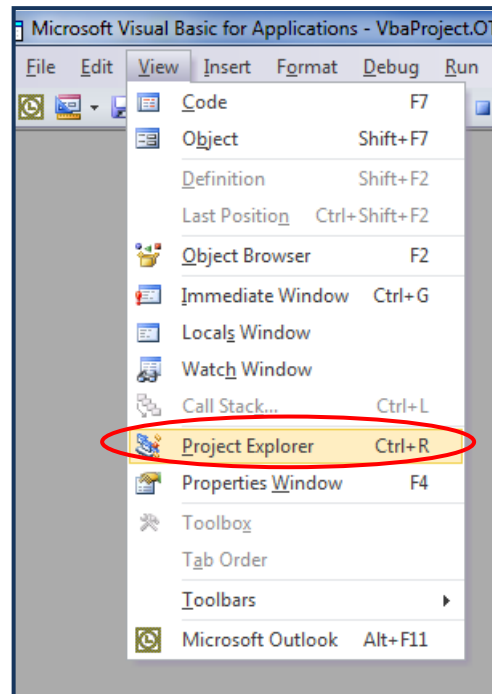 Microsoft Visual Basic for Applications - VbaProject.OT
File Edit View Insert Format Debug Run
Code F7
Object Shift+F7
Definition Shift+F2
Last Position Ctrl+Shift+F2
Object Browser F2
Immediate Window Ctrl+G
Locals Window
Watch Window
Call Stack... Ctrl+L
Project Explorer Ctrl+R
Properties Window F4
Toolbox
Tab Order
Toolbars
Microsoft Outlook Alt+F11